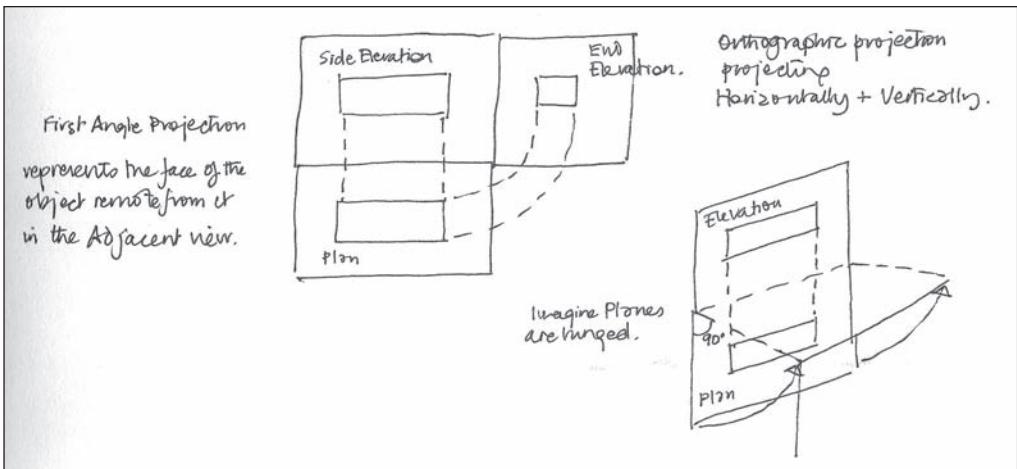 First Angle Projection
represents the face of the
object remote from it
in the Adjacent view.
Side Elevation
End
Elevation.
Plan
Orthographic projection
projecting
Horizontally + Vertically.
Imagine Planes
are hinged.
Elevation
90°
Plan